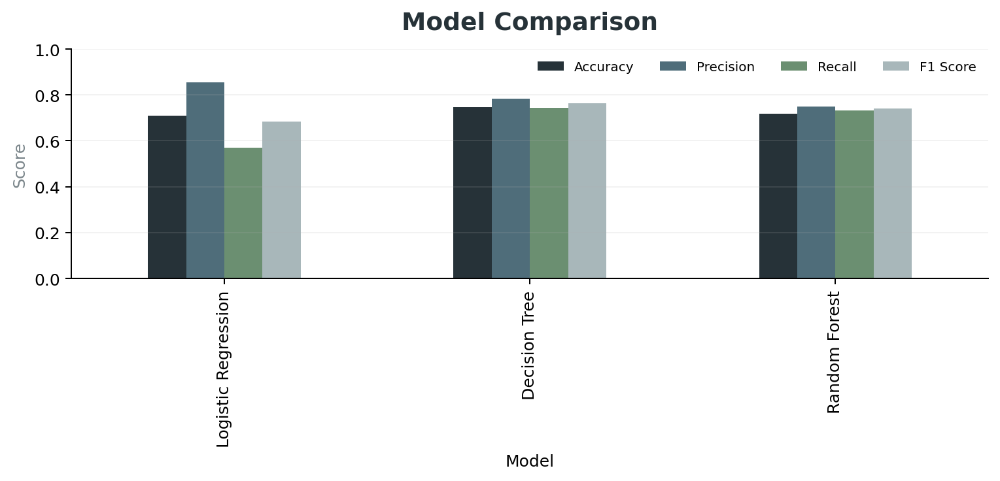 Model Comparison
Accuracy Precision Recall F1 Score
1.0
0.8
0.6
0.4
0.2
0.0
Score
Logistic Regression
Decision Tree
Random Forest
Model